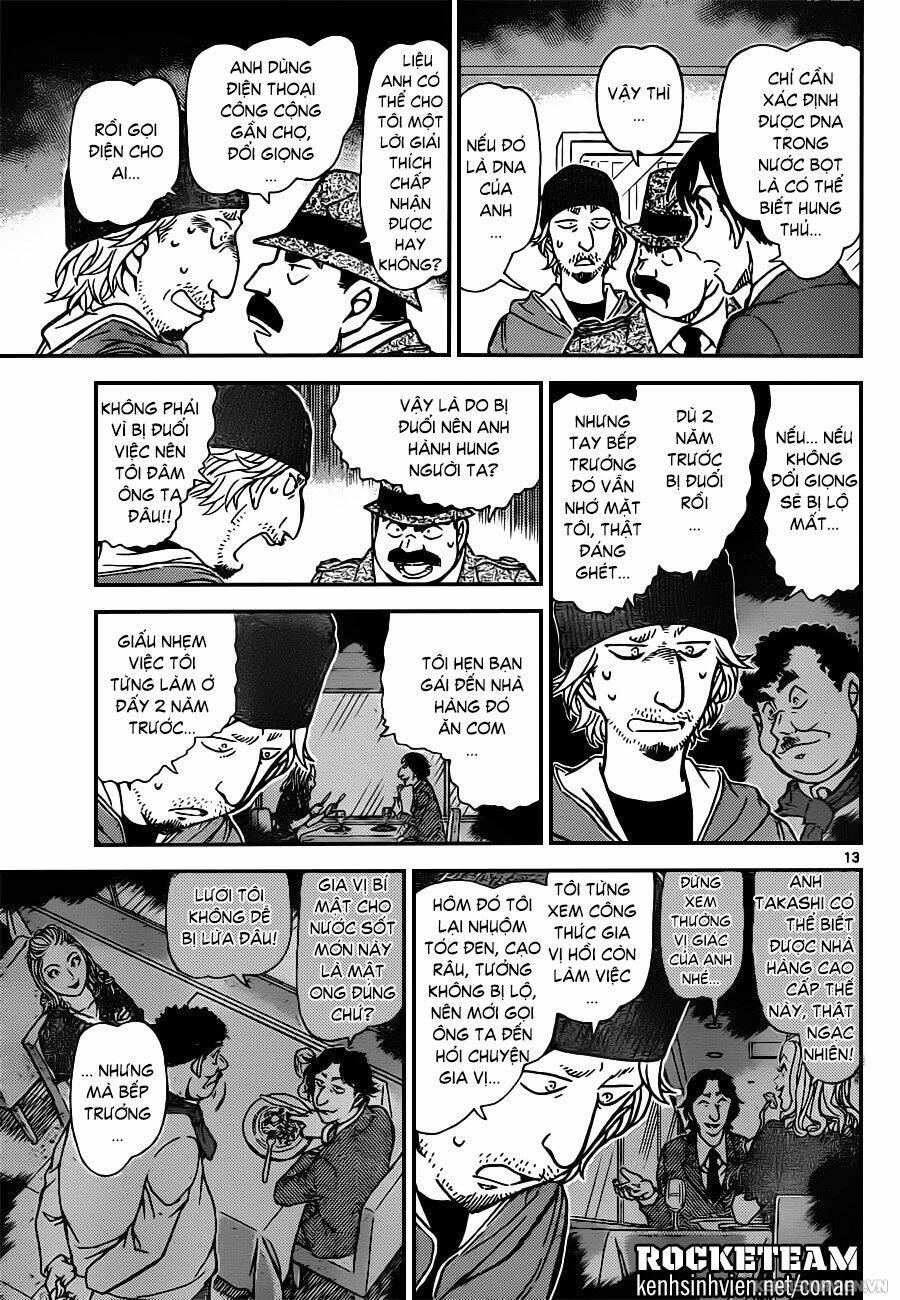 CHỈ CẦN
XÁC ĐỊNH
ĐƯỢC DNA
TRONG
NƯỚC BỌT
LÀ CÓ THỂ
BIẾT HUNG
THỦ...
VẬY THÌ
...
NẾU ĐÓ
LÀ DNA CỦA
ANH
...
LIỆU
ANH CÓ
THỂ CHO
TÔI MỘT
LỜI GIẢI
THÍCH
CHẤP
NHẬN
ĐƯỢC HAY
KHÔNG?
ANH DÙNG
ĐIỆN THOẠI
CÔNG CỘNG
GẦN CHỢ,
ĐỔI GIỌNG
...
RỒI GỌI
ĐIỆN CHO
AI...
NẾU... NẾU
KHÔNG
ĐỔI GIỌNG
SẼ BỊ LỘ
MẤT...
DÙ 2
NĂM
TRƯỚC
BỊ ĐUỔI
RỒI
...
NHƯNG
TAY BẾP
TRƯỞNG
ĐÓ VẪN
NHỚ MẶT
TÔI, THẬT
ĐÁNG
GHÉT...
VẬY LÀ DO BỊ
ĐUỔI NÊN ANH
HÀNH HUNG
NGƯỜI TA?
KHÔNG PHẢI
VÌ BỊ ĐUỔI
VIỆC NÊN
TÔI ĐÂM
ÔNG TA
ĐÂU!!
TÔI HẸN BẠN
GÁI ĐẾN NHÀ
HÀNG ĐÓ
ĂN CƠM
...
GIẤU NHẸM
VIỆC TÔI
TỪNG LÀM Ở
ĐẤY 2 NĂM
TRƯỚC...
13
ANH
TAKASHI CÓ
THỂ BIẾT
ĐƯỢC NHÀ
HÀNG CAO
CẤP THẾ
NÀY, THẬT
NGẠC
NHIÊN!
ĐỪNG
XEM
THƯỜNG
VỊ GIÁC
CỦA ANH
NHÉ.
TÔI TỪNG
XEM CÔNG
THỨC GIA
VỊ HỒI CÒN
LÀM VIỆC
...
HÔM ĐÓ TÔI
LẠI NHUỘM
TÓC ĐEN, CẠO
RÂU, TƯỞNG
KHÔNG BỊ LỘ,
NÊN MỚI GỌI
ÔNG TA ĐẾN
HỎI CHUYỆN
GIA VỊ...
GIA VỊ BÍ
MẬT CHO
NƯỚC SỐT
MÓN NÀY
LÀ MẬT
ONG ĐÚNG
CHỨ?
LƯỠI TÔI
KHÔNG DỄ
BỊ LỪA ĐÂU!
... NHƯNG
MÀ BẾP
TRƯỞNG
...
ROCKETEAM
kenhsinhvien.net/conan